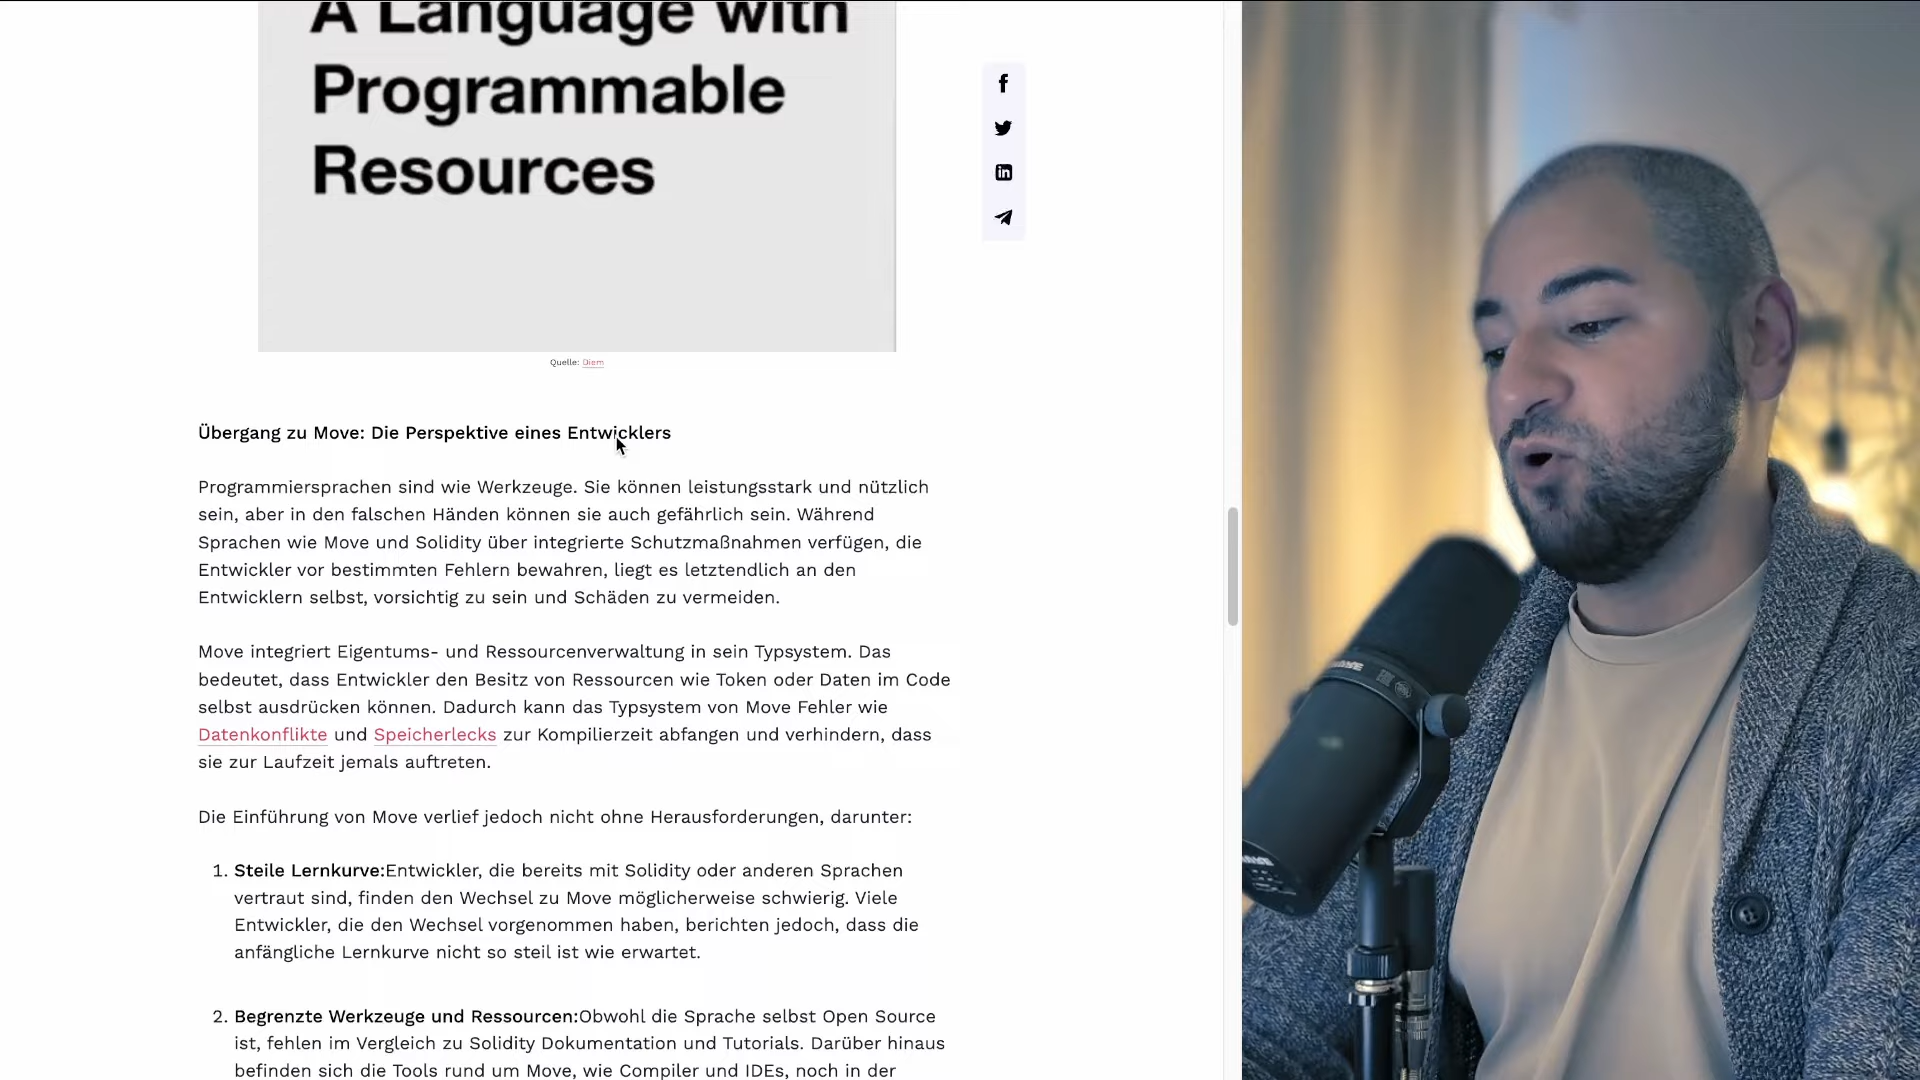 A Language with
Programmable
Resources
Quelle: Diem
Übergang zu Move: Die Perspektive eines Entwicklers
Programmiersprachen sind wie Werkzeuge. Sie können leistungsstark und nützlich
sein, aber in den falschen Händen können sie auch gefährlich sein. Während
Sprachen wie Move und Solidity über integrierte Schutzmaßnahmen verfügen, die
Entwickler vor bestimmten Fehlern bewahren, liegt es letztendlich an den
Entwicklern selbst, vorsichtig zu sein und Schäden zu vermeiden.
Move integriert Eigentums- und Ressourcenverwaltung in sein Typsystem. Das
bedeutet, dass Entwickler den Besitz von Ressourcen wie Token oder Daten im Code
selbst ausdrücken können. Dadurch kann das Typsystem von Move Fehler wie
Datenkonflikte und Speicherlecks zur Kompilierzeit abfangen und verhindern, dass
sie zur Laufzeit jemals auftreten.
Die Einführung von Move verlief jedoch nicht ohne Herausforderungen, darunter:
1. Steile Lernkurve:Entwickler, die bereits mit Solidity oder anderen Sprachen
vertraut sind, finden den Wechsel zu Move möglicherweise schwierig. Viele
Entwickler, die den Wechsel vorgenommen haben, berichten jedoch, dass die
anfängliche Lernkurve nicht so steil ist wie erwartet.
2. Begrenzte Werkzeuge und Ressourcen:Obwohl die Sprache selbst Open Source
ist, fehlen im Vergleich zu Solidity Dokumentation und Tutorials. Darüber hinaus
befinden sich die Tools rund um Move, wie Compiler und IDEs, noch in der